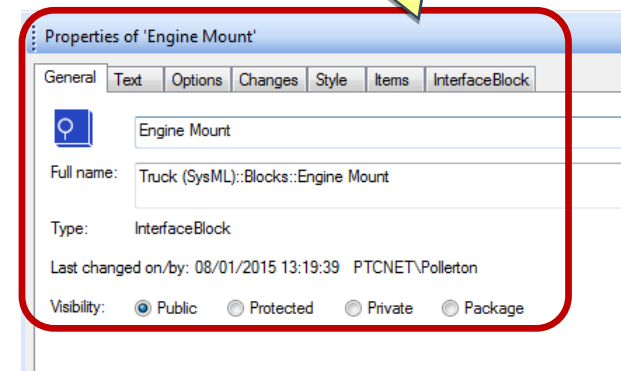 Properties of 'Engine Mount'
General Text Options Changes Style Items InterfaceBlock
Engine Mount
Full name: Truck (SysML)::Blocks::Engine Mount
Type: InterfaceBlock
Last changed on/by: 08/01/2015 13:19:39 PTCNET\Pollerton
Visibility: Public Protected Private Package